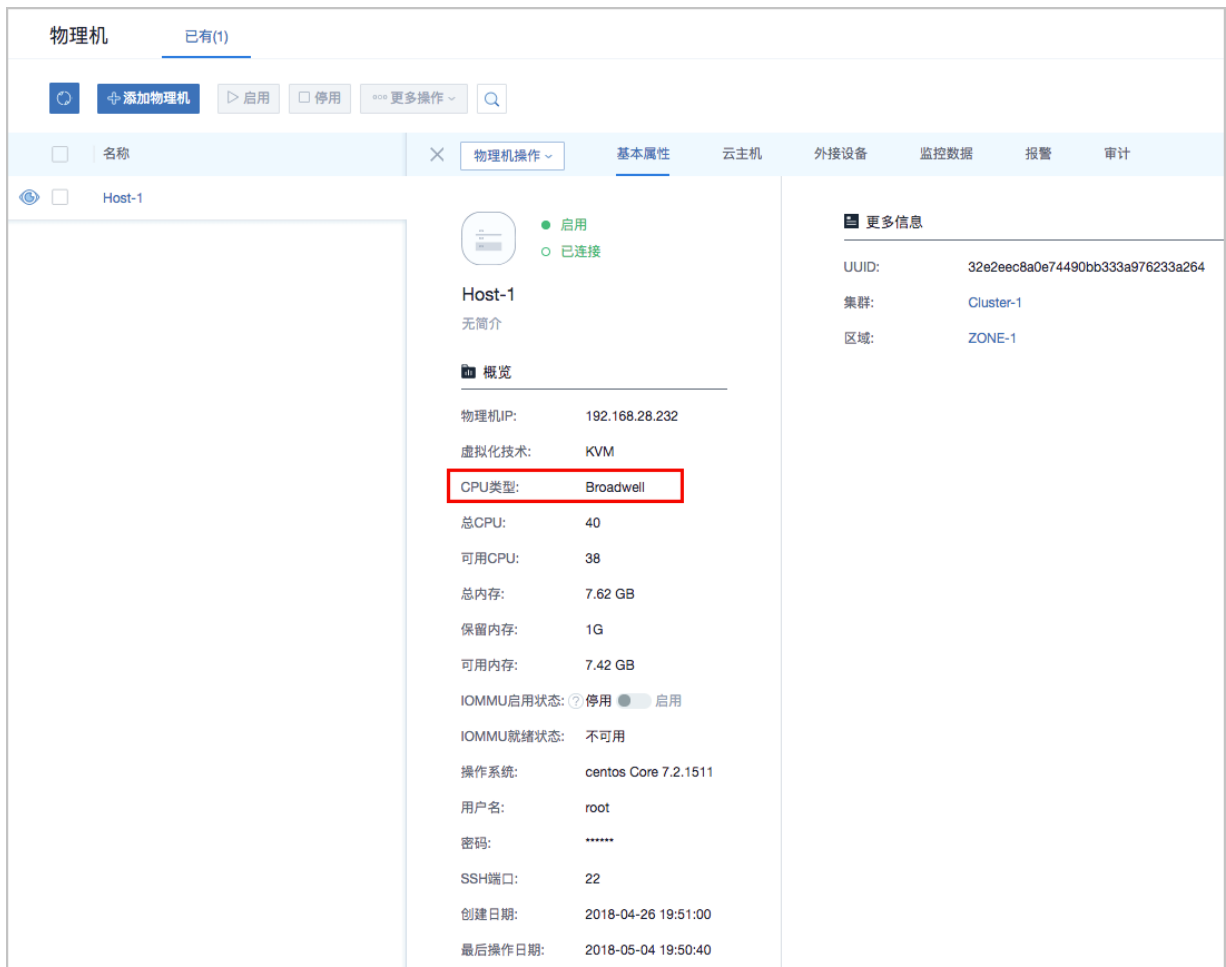 物理机 已有(1)
添加物理机 启用 停用 更多操作
名称
物理机操作 基本属性 云主机 外接设备 监控数据 报警 审计
Host-1
启用
已连接
Host-1
无简介
概览
物理机IP: 192.168.28.232
虚拟化技术: KVM
CPU类型: Broadwell
总CPU: 40
可用CPU: 38
总内存: 7.62 GB
保留内存: 1G
可用内存: 7.42 GB
IOMMU启用状态: ? 停用 启用
IOMMU就绪状态: 不可用
操作系统: centos Core 7.2.1511
用户名: root
密码: ******
SSH端口: 22
创建日期: 2018-04-26 19:51:00
最后操作日期: 2018-05-04 19:50:40
更多信息
UUID: 32e2eec8a0e74490bb333a976233a264
集群: Cluster-1
区域: ZONE-1